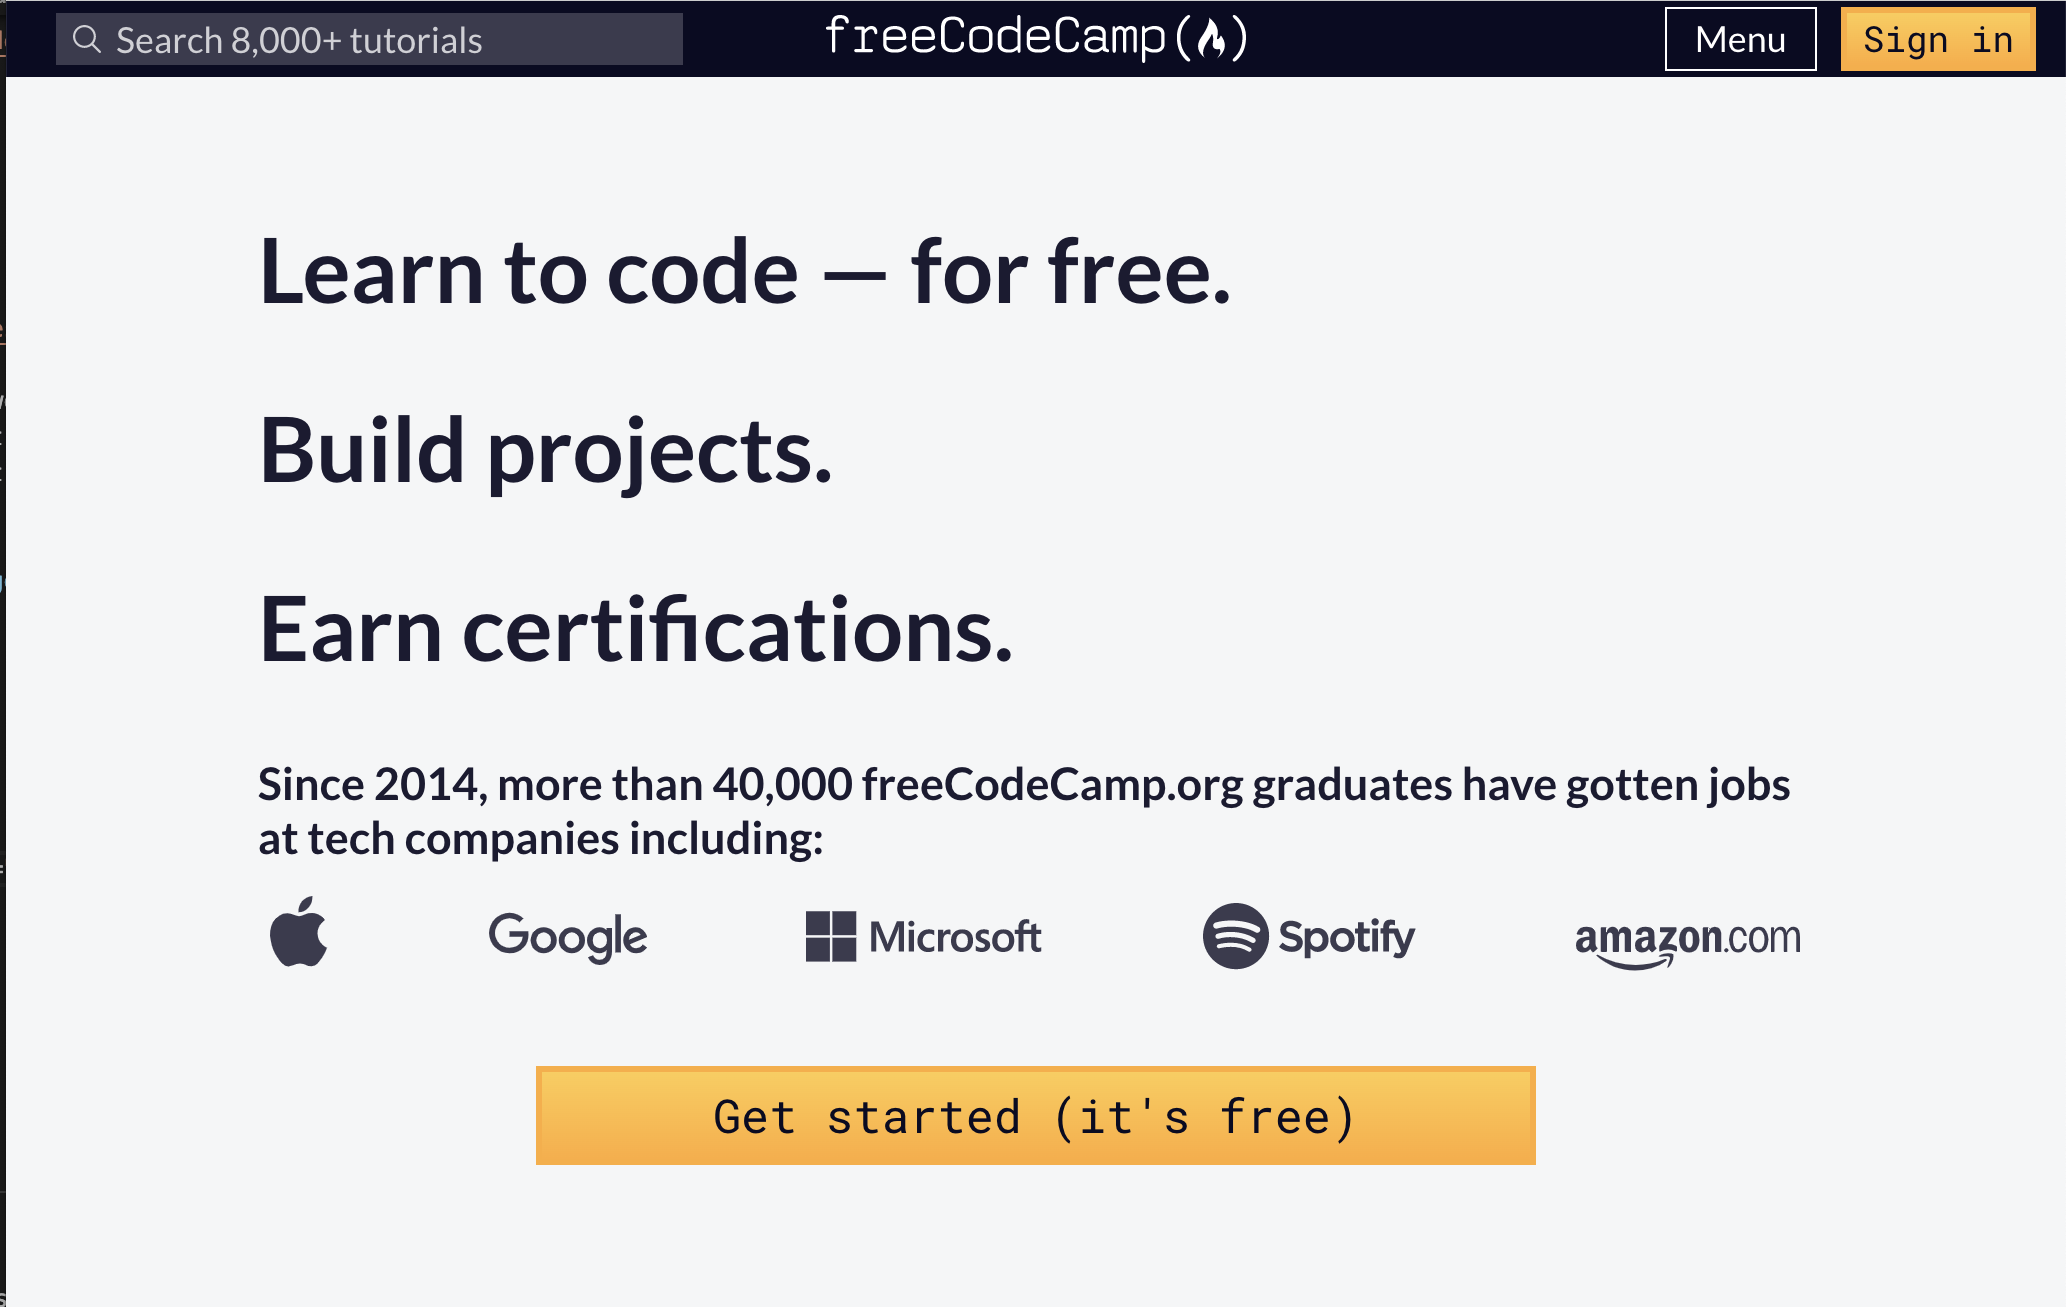 Search 8,000+ tutorials
freeCodeCamp
Menu
Sign in
Learn to code — for free.
Build projects.
Earn certifications.
Since 2014, more than 40,000 freeCodeCamp.org graduates have gotten jobs
at tech companies including:
Google
Microsoft
Spotify
amazon.com
Get started (it's free)